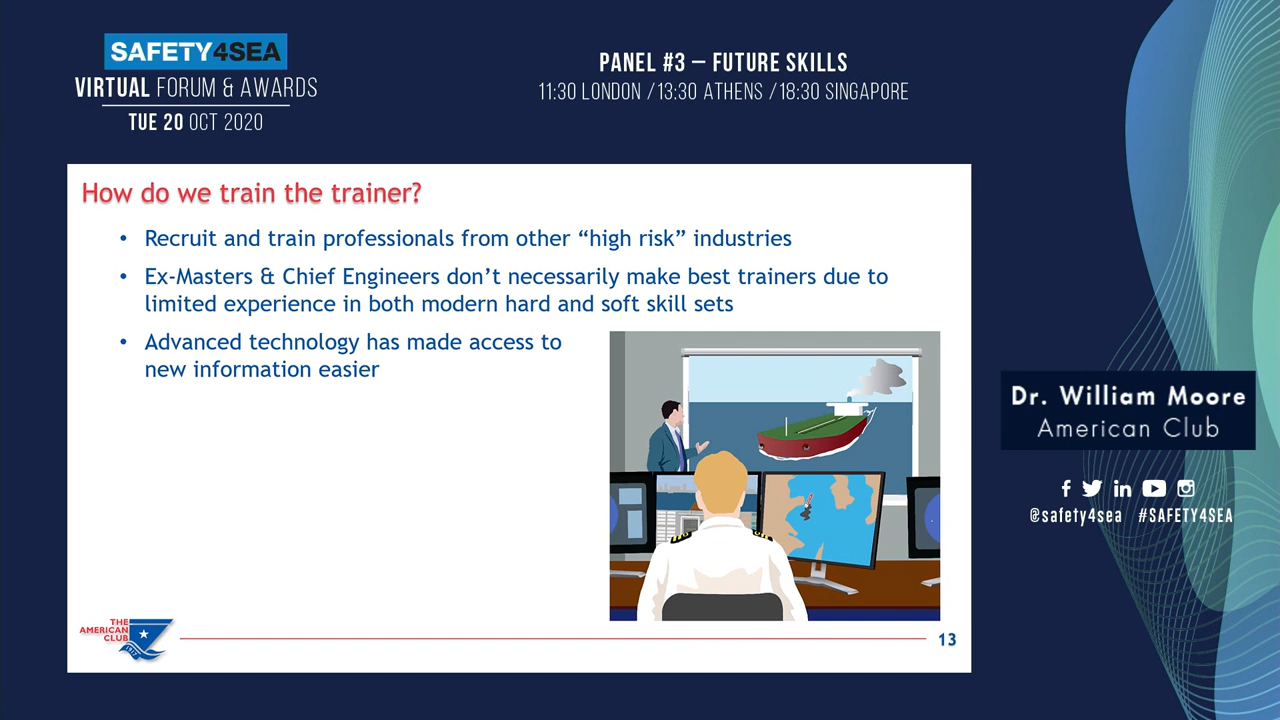 SAFETY4SEA
VIRTUAL FORUM & AWARDS
TUE 20 OCT 2020
PANEL #3 – FUTURE SKILLS
11:30 LONDON / 13:30 ATHENS / 18:30 SINGAPORE
How do we train the trainer?
• Recruit and train professionals from other “high risk” industries
• Ex-Masters & Chief Engineers don’t necessarily make best trainers due to
limited experience in both modern hard and soft skill sets
• Advanced technology has made access to
new information easier
THE
AMERICAN
CLUB
1917
13
Dr. William Moore
American Club
@safety4sea #SAFETY4SEA